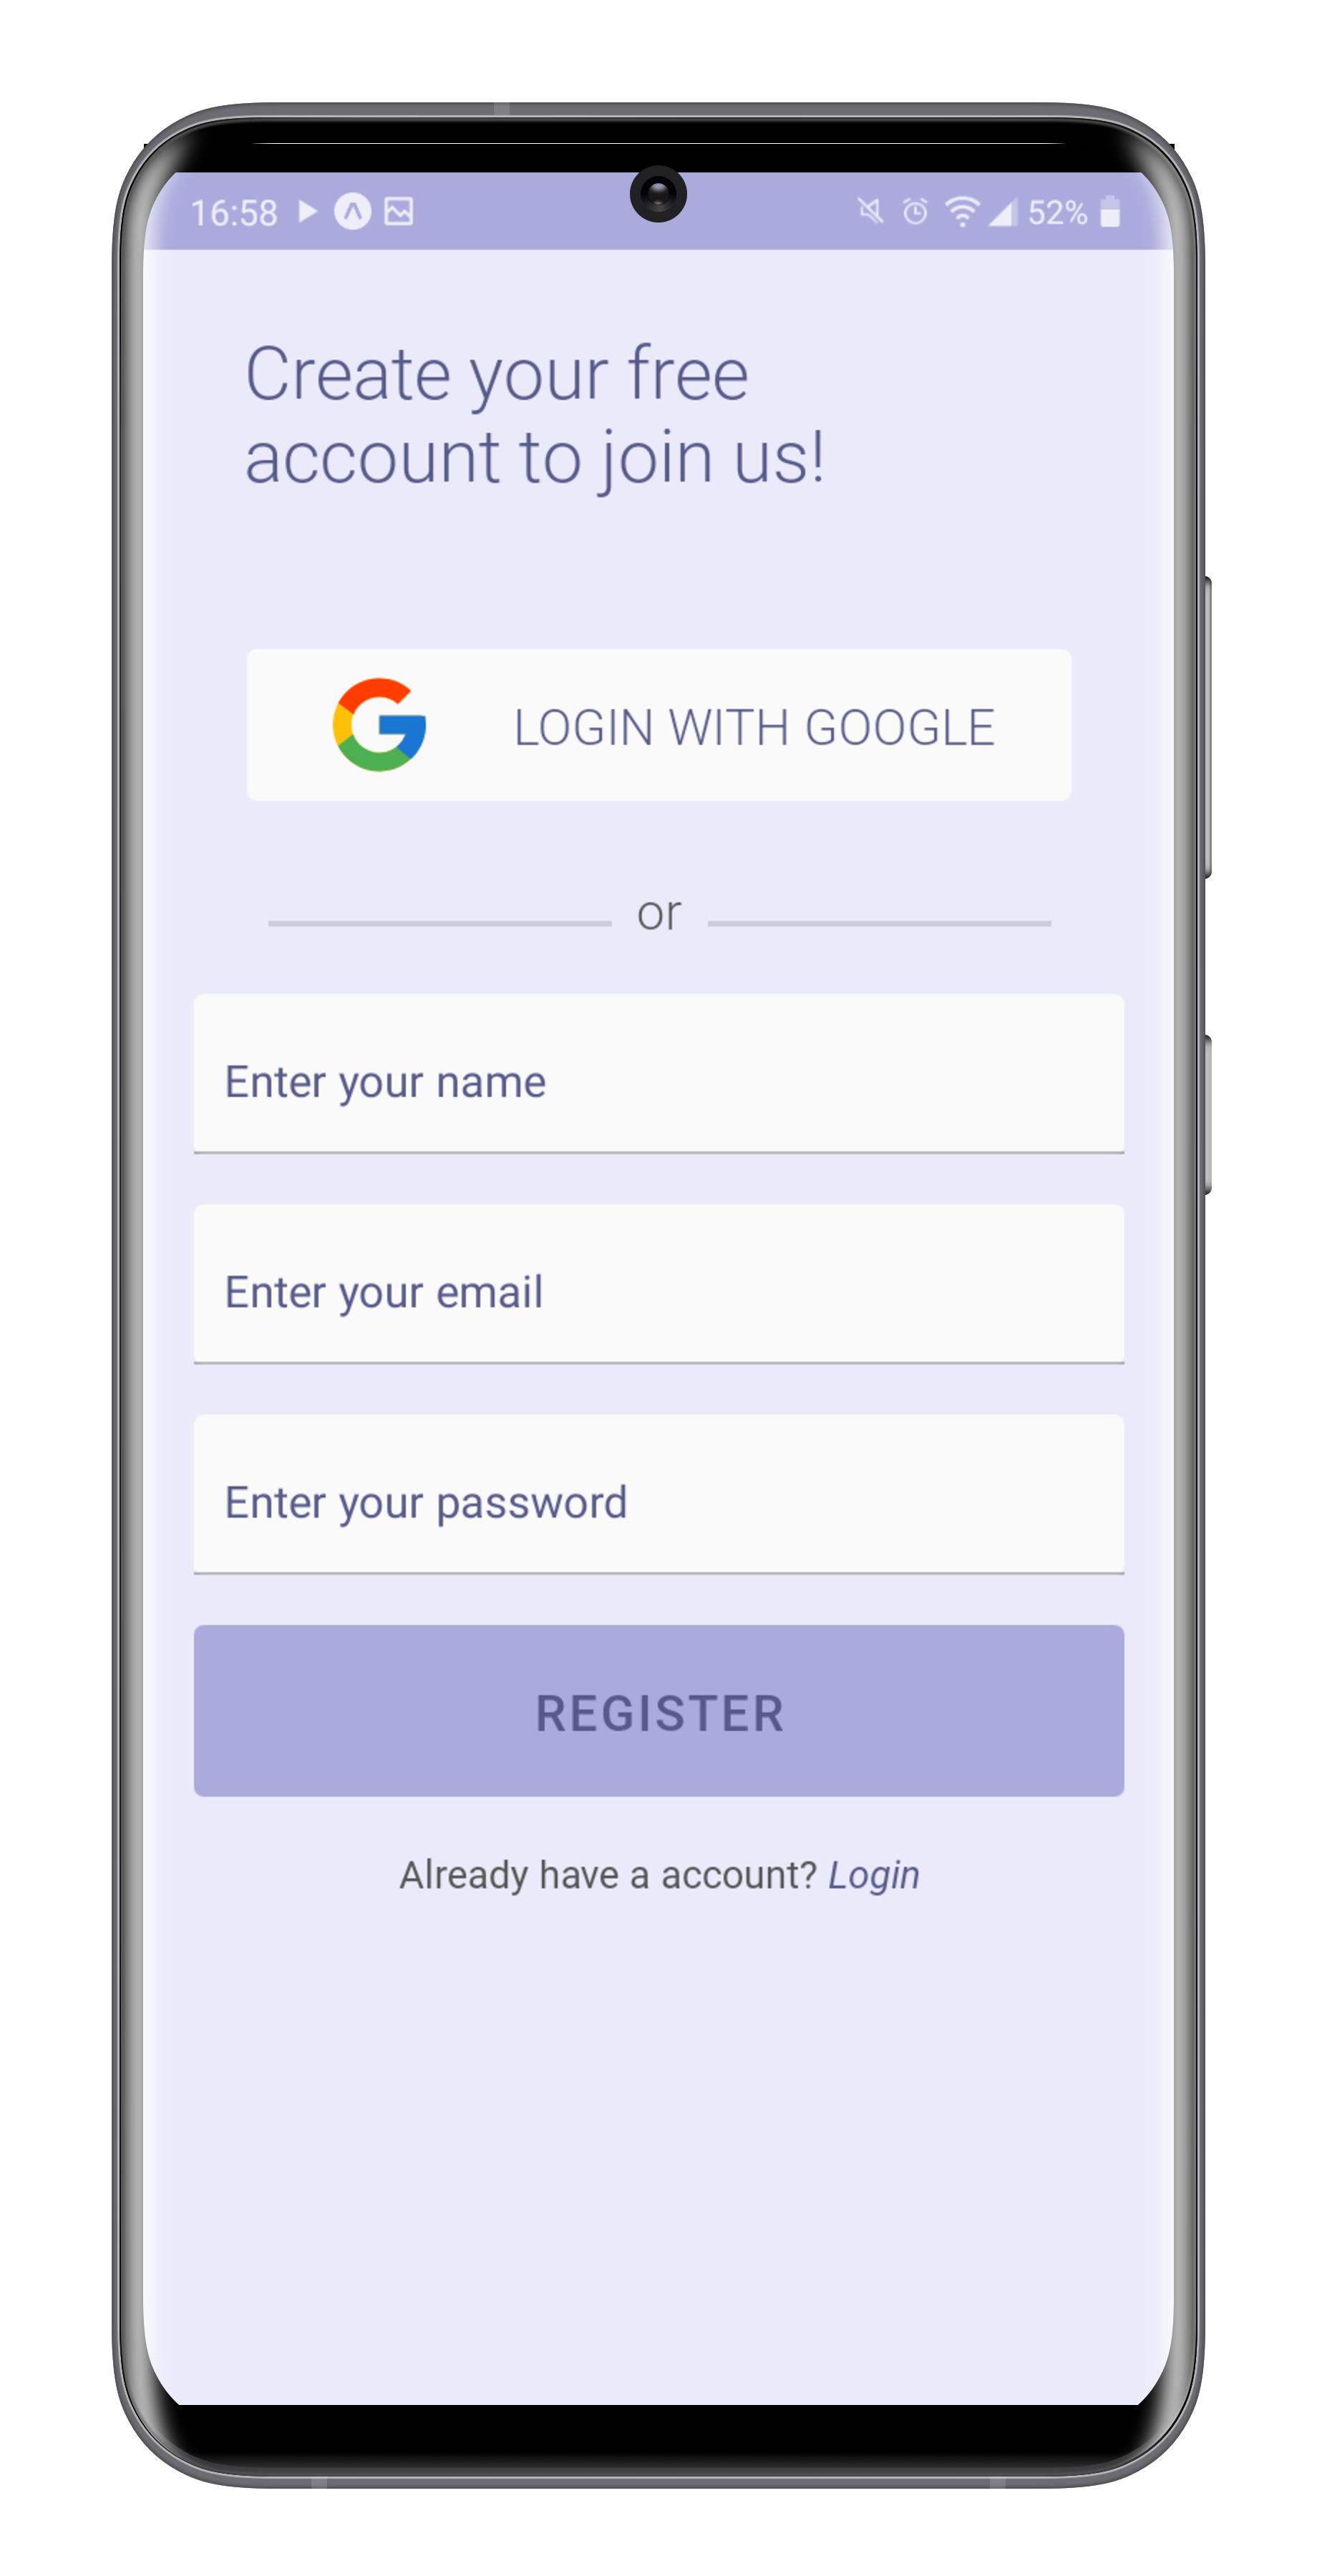 16:58 52%
Create your free
account to join us!
LOGIN WITH GOOGLE
or
Enter your name
Enter your email
Enter your password
REGISTER
Already have a account? Login